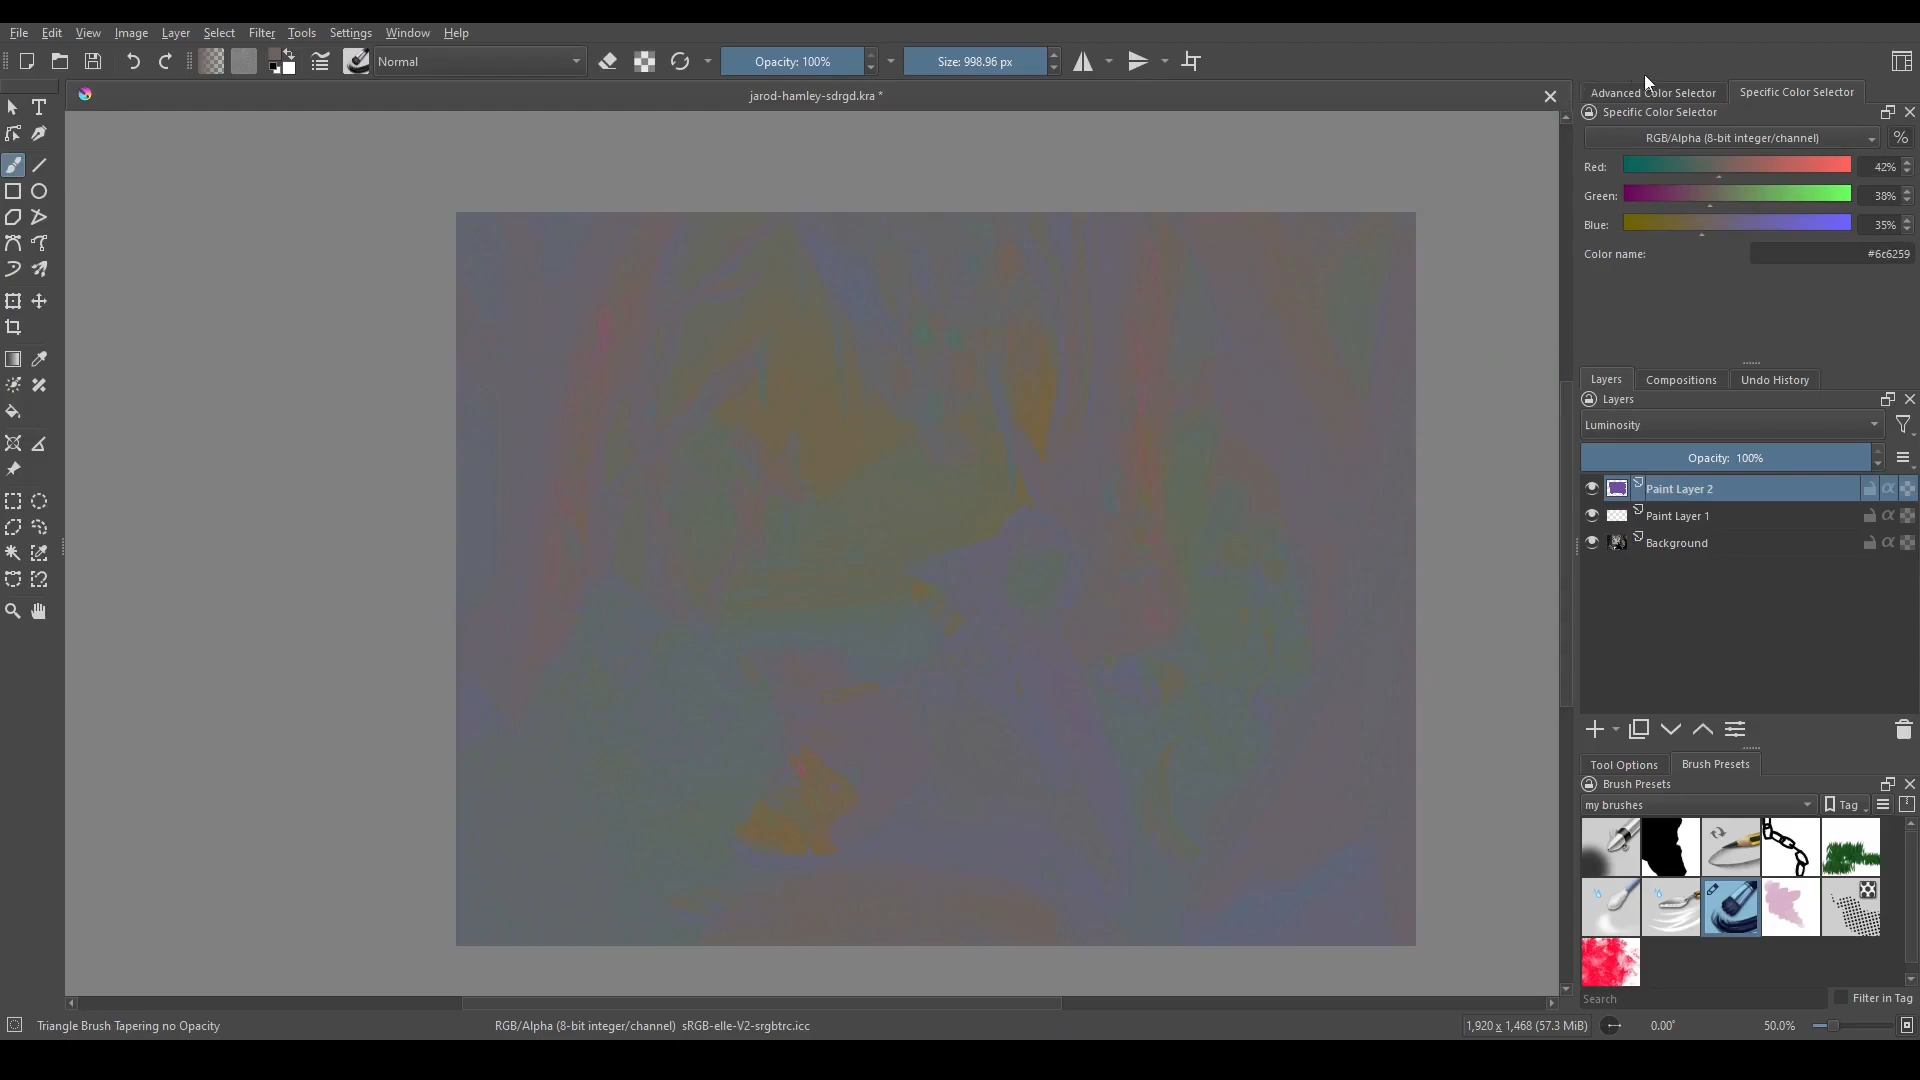 File Edit View Image Layer Select Filter Tools Settings Window Help
Normal
Opacity: 100%
Size: 998.96 px
jarod-hamley-sdrgd.kra *
Advanced Color Selector
Specific Color Selector
Specific Color Selector
RGB/Alpha (8-bit integer/channel)
%
Red: 42%
Green: 38%
Blue: 35%
Color name: #6c6259
Layers Compositions Undo History
Layers
Luminosity
Opacity: 100%
Paint Layer 2
Paint Layer 1
Background
Tool Options Brush Presets
Brush Presets
my brushes Tag
Search Filter in Tag
Triangle Brush Tapering no Opacity
RGB/Alpha (8-bit integer/channel) sRGB-elle-V2-srgbtrc.icc
1,920 x 1,468 (57.3 MiB)
0.00°
50.0%